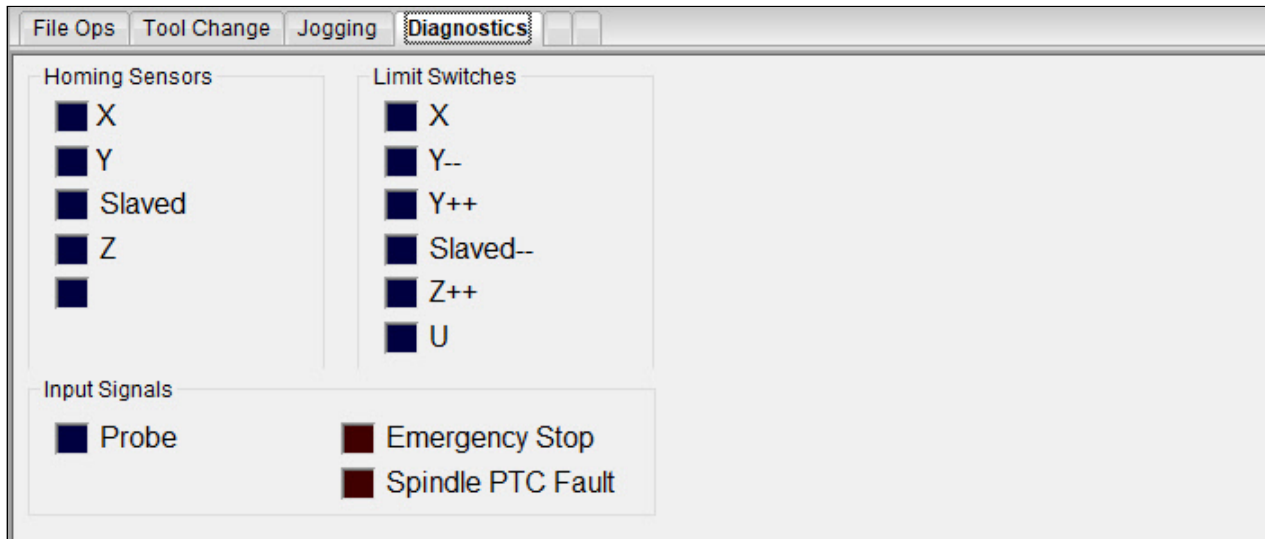 File Ops Tool Change Jogging Diagnostics
Homing Sensors
X
Y
Slaved
Z
Limit Switches
X
Y--
Y++
Slaved--
Z++
U
Input Signals
Probe
Emergency Stop
Spindle PTC Fault